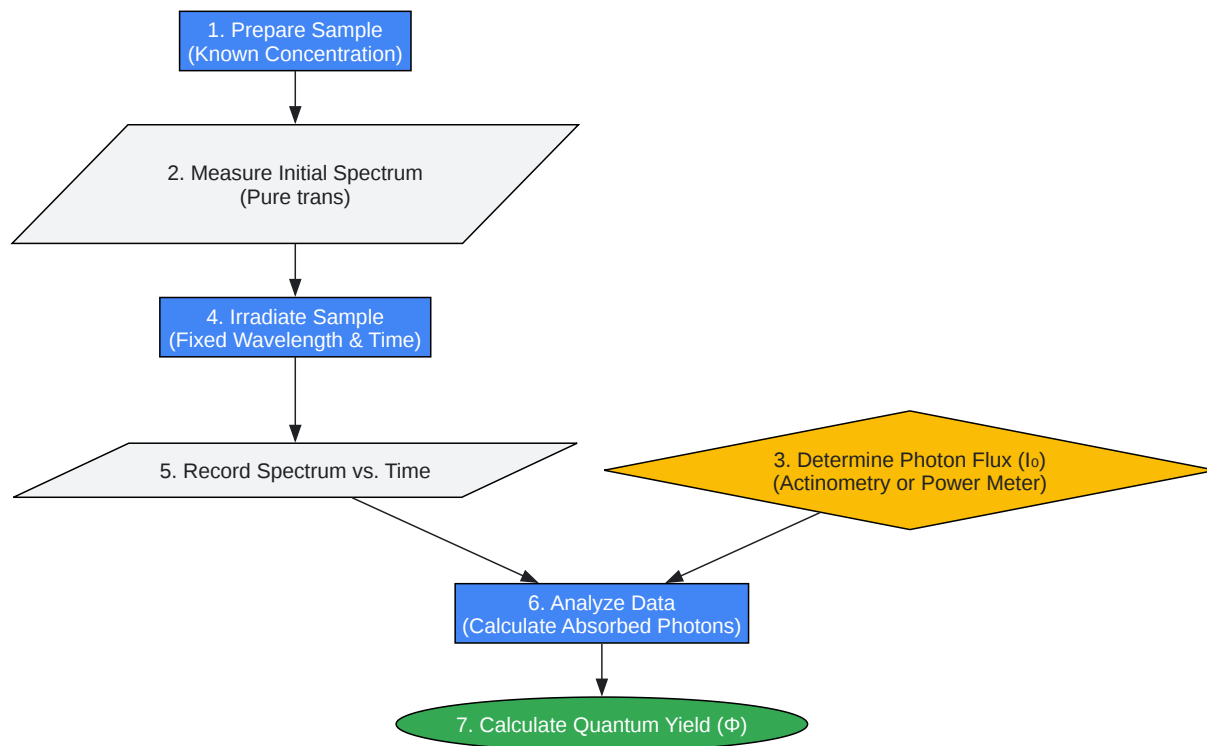 1. Prepare Sample
(Known Concentration)
2. Measure Initial Spectrum
(Pure trans)
4. Irradiate Sample
(Fixed Wavelength & Time)
5. Record Spectrum vs. Time
3. Determine Photon Flux (I₀)
(Actinometry or Power Meter)
6. Analyze Data
(Calculate Absorbed Photons)
7. Calculate Quantum Yield (Φ)